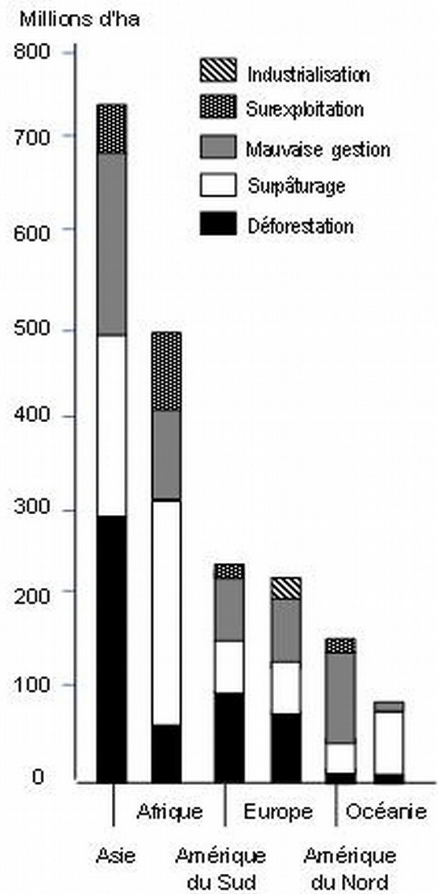 Millions d'ha
800
700
600
500
400
300
200
100
0
Industrialisation
Surexploitation
Mauvaise gestion
Surpâturage
Déforestation
Afrique
Europe
Océanie
Asie
Amérique
du Sud
Amérique
du Nord